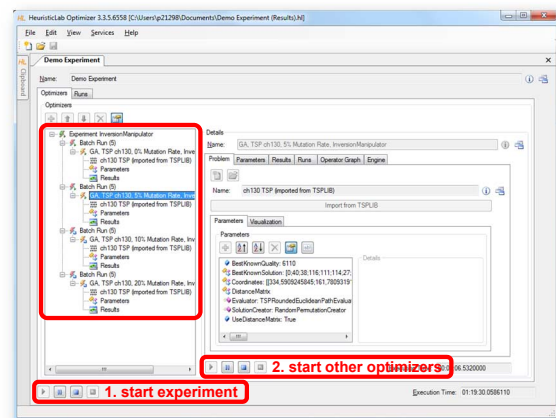 HeuristicLab Optimizer 3.3.5.6558 [C:\Users\p21298\Documents\Demo Experiment (Results).hl]
File Edit View Services Help
Clipboard
Demo Experiment
Name: Demo Experiment
Optimizers Runs
Optimizers
Experiment InversionManipulator
Batch Run (5)
GA, TSP ch130, 0% Mutation Rate, Inve
ch130 TSP (imported from TSPLIB)
Parameters
Results
Batch Run (5)
GA, TSP ch130, 5% Mutation Rate, Inve
ch130 TSP (imported from TSPLIB)
Parameters
Results
Batch Run (5)
GA, TSP ch130, 10% Mutation Rate, Inv
ch130 TSP (imported from TSPLIB)
Parameters
Results
Batch Run (5)
GA, TSP ch130, 20% Mutation Rate, Inv
ch130 TSP (imported from TSPLIB)
Parameters
Results
Details
Name: GA, TSP ch130, 5% Mutation Rate, InversionManipulator
Problem Parameters Results Runs Operator Graph Engine
Name: ch130 TSP (imported from TSPLIB)
Import from TSPLIB
Parameters Visualization
Parameters
BestKnownQuality: 6110
BestKnownSolution: [0;40;38;116;111;114;27;
Coordinates: [[334,5909245845;161,7809319
DistanceMatrix
Evaluator: TSPRoundedEuclideanPathEvalua
SolutionCreator: RandomPermutationCreator
UseDistanceMatrix: True
Details
2. start other optimizers
06.5320000
1. start experiment
Execution Time: 01:19:30.0586110